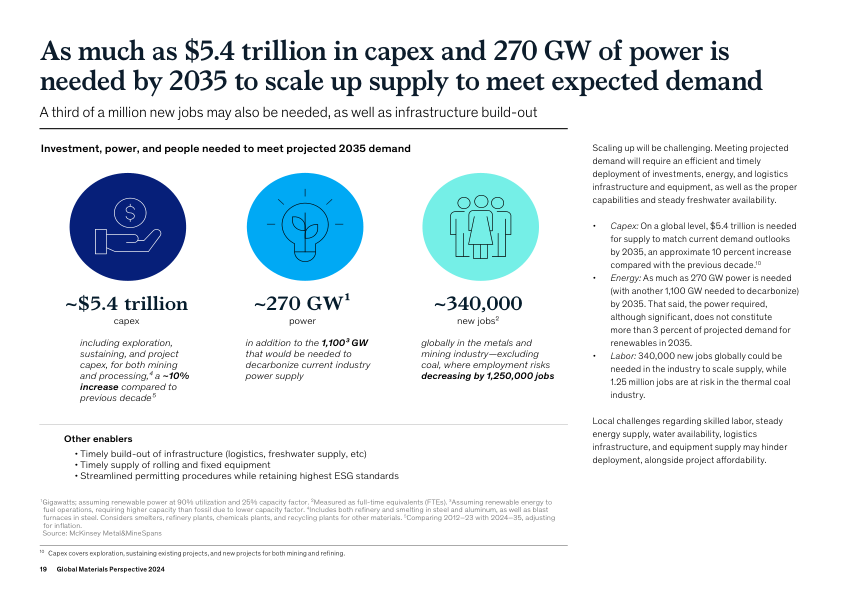 As much as $5.4 trillion in capex and 270 GW of power is
needed by 2035 to scale up supply to meet expected demand
A third of a million new jobs may also be needed, as well as infrastructure build-out
Investment, power, and people needed to meet projected 2035 demand
$
~$5.4 trillion
capex
including exploration,
sustaining, and project
capex, for both mining
and processing,⁴ a ~10%
increase compared to
previous decade⁵
~270 GW¹
power
in addition to the 1,100³ GW
that would be needed to
decarbonize current industry
power supply
~340,000
new jobs²
globally in the metals and
mining industry—excluding
coal, where employment risks
decreasing by 1,250,000 jobs
Other enablers
• Timely build-out of infrastructure (logistics, freshwater supply, etc)
• Timely supply of rolling and fixed equipment
• Streamlined permitting procedures while retaining highest ESG standards
¹Gigawatts; assuming renewable power at 90% utilization and 25% capacity factor. ²Measured as full-time equivalents (FTEs). ³Assuming renewable energy to
fuel operations, requiring higher capacity than fossil due to lower capacity factor. ⁴Includes both refinery and smelting in steel and aluminum, as well as blast
furnaces in steel. Considers smelters, refinery plants, chemicals plants, and recycling plants for other materials. ⁵Comparing 2012–23 with 2024–35, adjusting
for inflation.
Source: McKinsey Metal&MineSpans
Scaling up will be challenging. Meeting projected
demand will require an efficient and timely
deployment of investments, energy, and logistics
infrastructure and equipment, as well as the proper
capabilities and steady freshwater availability.
• Capex: On a global level, $5.4 trillion is needed
for supply to match current demand outlooks
by 2035, an approximate 10 percent increase
compared with the previous decade.¹⁰
• Energy: As much as 270 GW power is needed
(with another 1,100 GW needed to decarbonize)
by 2035. That said, the power required,
although significant, does not constitute
more than 3 percent of projected demand for
renewables in 2035.
• Labor: 340,000 new jobs globally could be
needed in the industry to scale supply, while
1.25 million jobs are at risk in the thermal coal
industry.
Local challenges regarding skilled labor, steady
energy supply, water availability, logistics
infrastructure, and equipment supply may hinder
deployment, alongside project affordability.
¹⁰ Capex covers exploration, sustaining existing projects, and new projects for both mining and refining.
19 Global Materials Perspective 2024